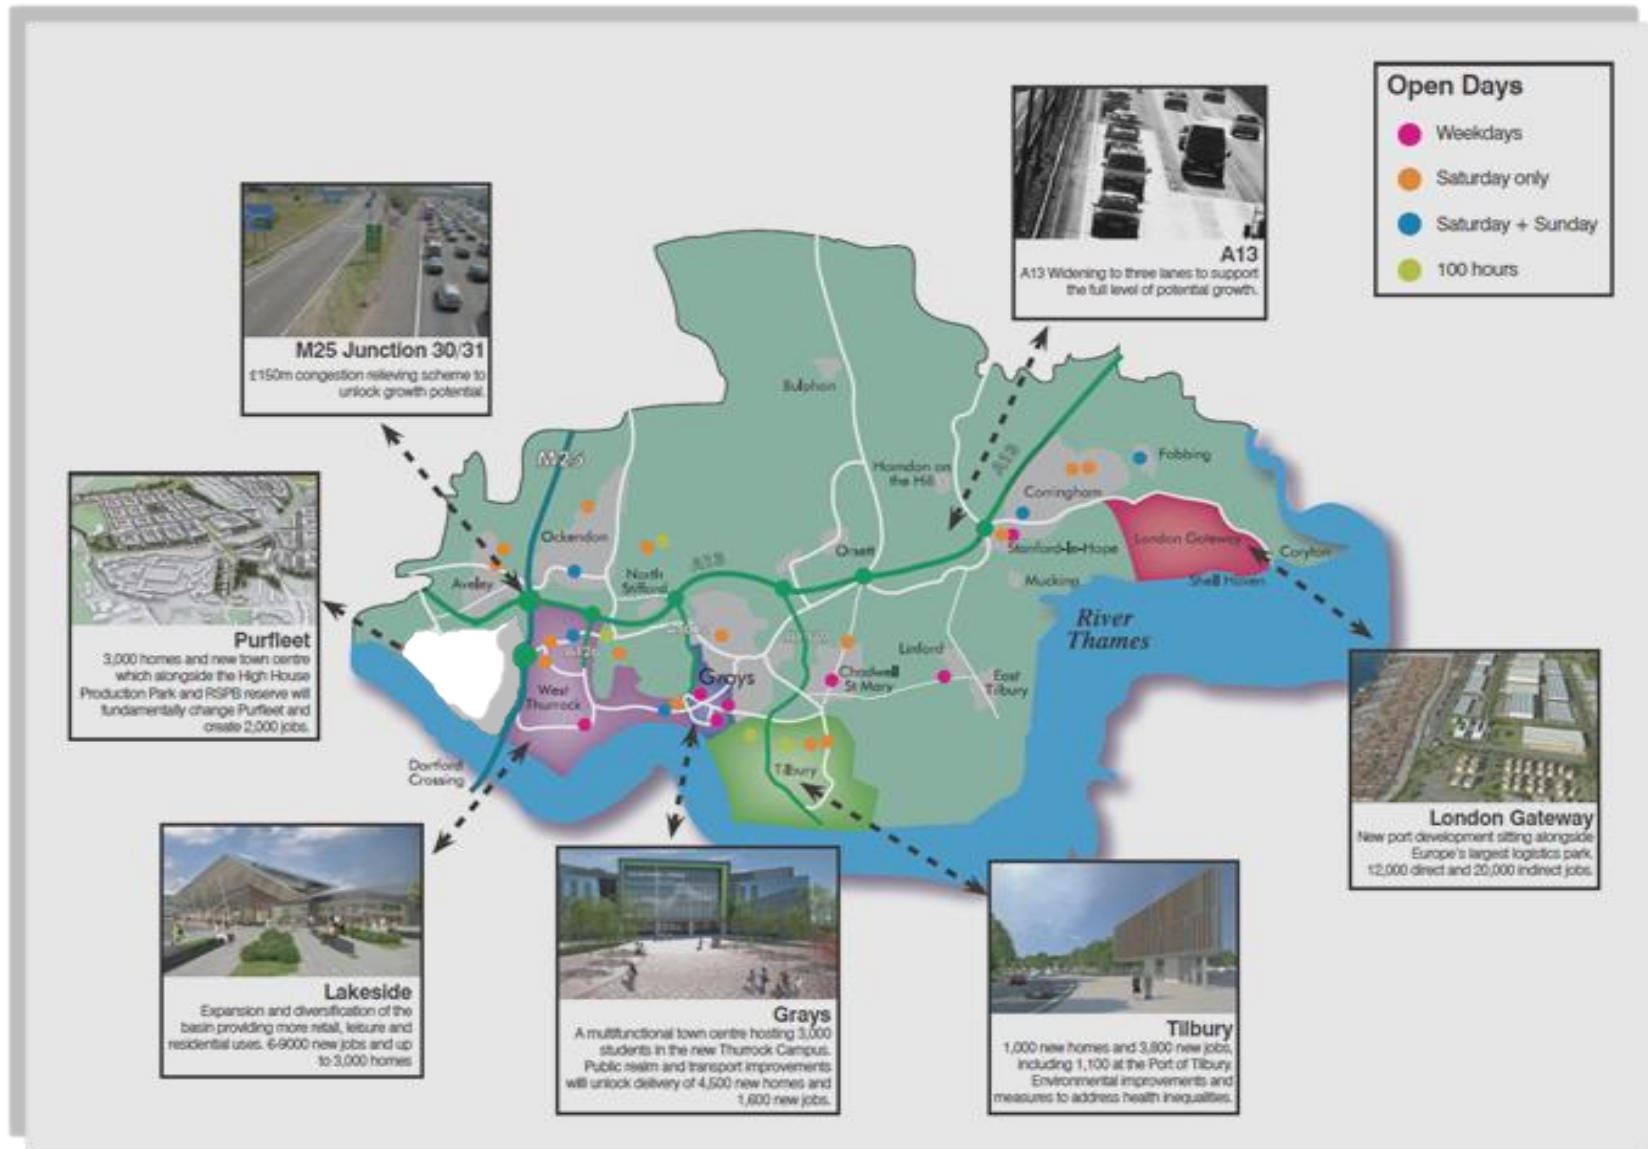 Open Days
Weekdays
Saturday only
Saturday + Sunday
100 hours
A13
A13 Widening to three lanes to support
the full level of potential growth.
M25 Junction 30/31
£150m congestion relieving scheme to
unlock growth potential.
Purfleet
3,000 homes and new town centre
which alongside the High House
Production Park and RSPB reserve will
fundamentally change Purfleet and
create 2,000 jobs.
Bulphan
M25
Horndon on
the Hill
A13
Fobbing
Corringham
Ockendon
Orsett
Stanford-In-Hope
London Gateway
Coryton
Shell Haven
Aveley
North
Stifford
A13
Mucking
River
Thames
A126
Linford
Grays
Chadwell
St Mary
East
Tilbury
West
Thurrock
Tilbury
Dartford
Crossing
London Gateway
New port development sitting alongside
Europe's largest logistics park.
12,000 direct and 20,000 indirect jobs.
Lakeside
Expansion and diversification of the
basin providing more retail, leisure and
residential uses. 6-9000 new jobs and up
to 3,000 homes
Grays
A multifunctional town centre hosting 3,000
students in the new Thurrock Campus.
Public realm and transport improvements
will unlock delivery of 4,500 new homes and
1,600 new jobs.
Tilbury
1,000 new homes and 3,800 new jobs,
including 1,100 at the Port of Tilbury.
Environmental improvements and
measures to address health inequalities.